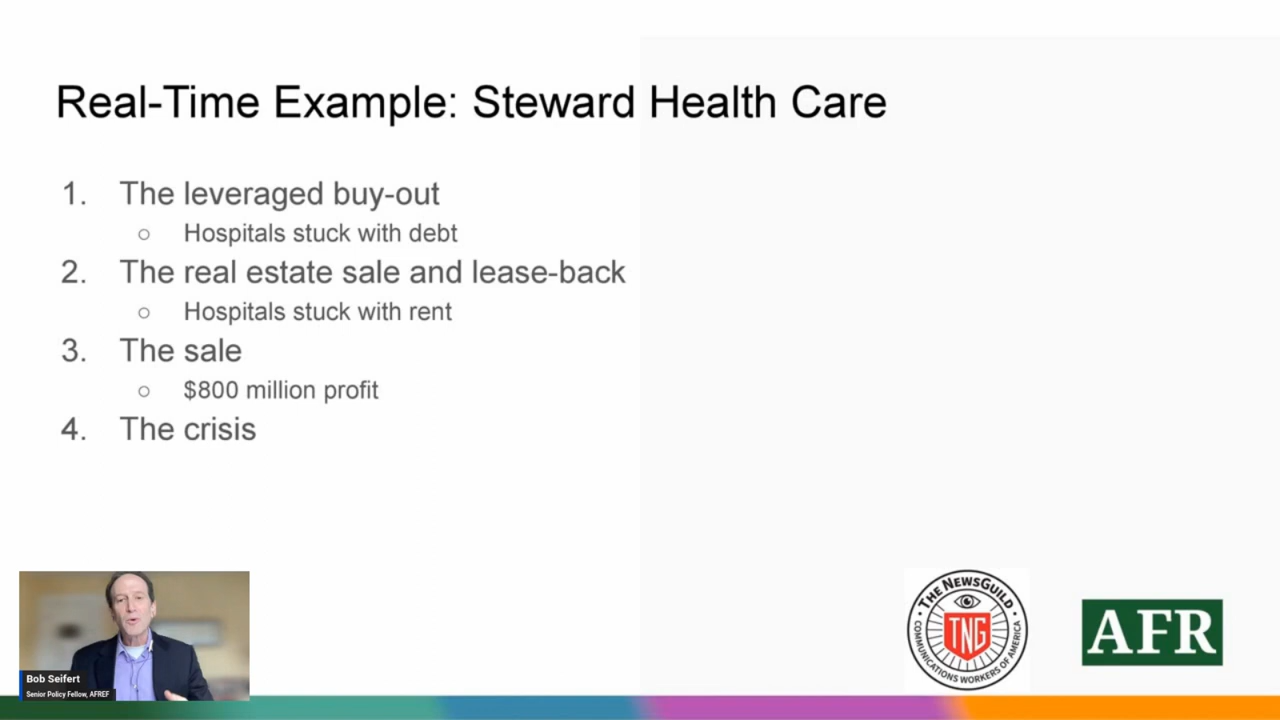 Real-Time Example: Steward Health Care
1. The leveraged buy-out
○ Hospitals stuck with debt
2. The real estate sale and lease-back
○ Hospitals stuck with rent
3. The sale
○ $800 million profit
4. The crisis
Bob Seifert
Senior Policy Fellow, AFREF
· THE NEWSGUILD ·
TNG
COMMUNICATIONS WORKERS OF AMERICA
AFR